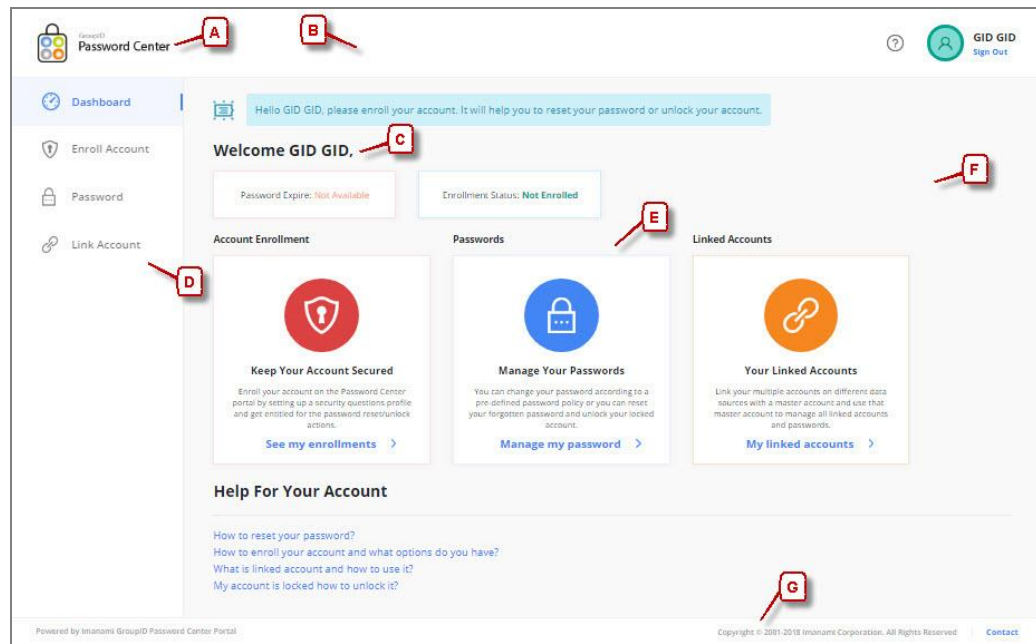 GroupID
Password Center
A
B
GID GID
Sign Out
Dashboard
Enroll Account
Password
Link Account
D
Hello GID GID, please enroll your account. It will help you to reset your password or unlock your account.
Welcome GID GID,
C
F
Password Expire: Not Available
Enrollment Status: Not Enrolled
E
Account Enrollment
Passwords
Linked Accounts
Keep Your Account Secured
Enroll your account on the Password Center
portal by setting up a security questions profile
and get entitled for the password reset/unlock
actions.
See my enrollments >
Manage Your Passwords
You can change your password according to a
pre-defined password policy or you can reset
your forgotten password and unlock your locked
account.
Manage my password >
Your Linked Accounts
Link your multiple accounts on different data
sources with a master account and use that
master account to manage all linked accounts
and passwords.
My linked accounts >
Help For Your Account
How to reset your password?
How to enroll your account and what options do you have?
What is linked account and how to use it?
My account is locked how to unlock it?
G
Powered by Imanami GroupID Password Center Portal
Copyright © 2001-2018 Imanami Corporation. All Rights Reserved
Contact